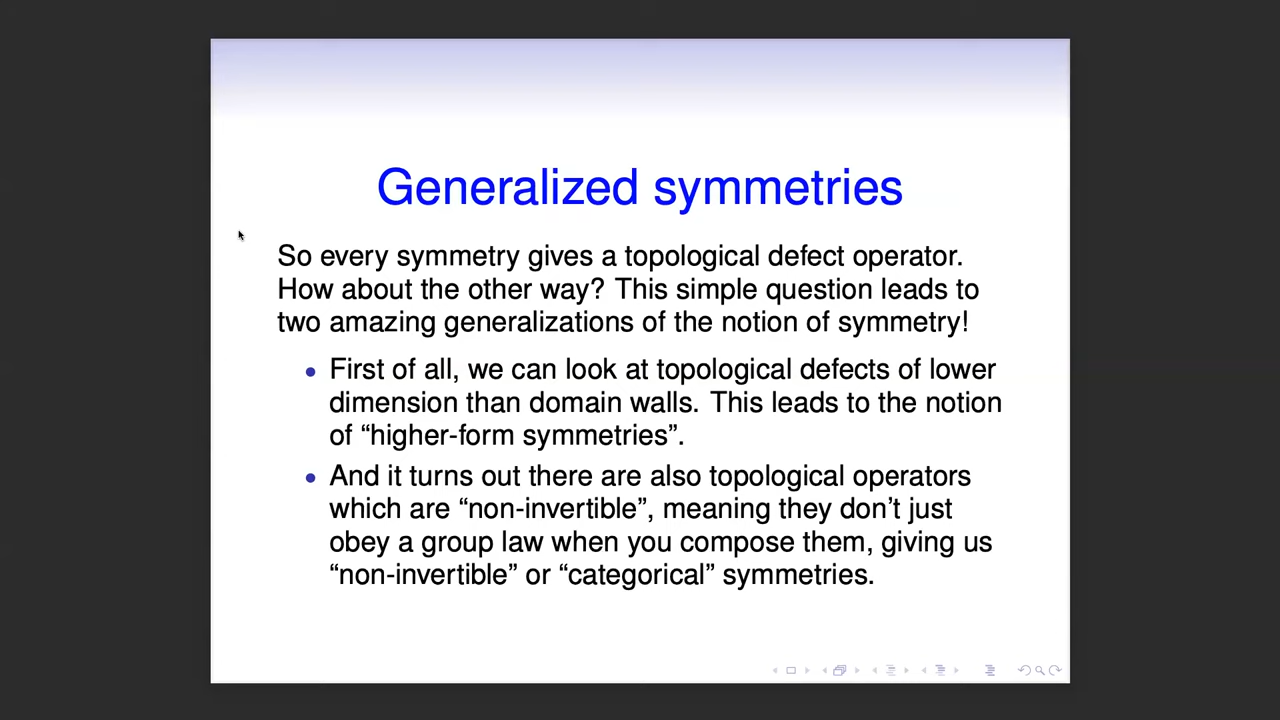 Generalized symmetries
So every symmetry gives a topological defect operator.
How about the other way? This simple question leads to
two amazing generalizations of the notion of symmetry!
• First of all, we can look at topological defects of lower
dimension than domain walls. This leads to the notion
of “higher-form symmetries”.
• And it turns out there are also topological operators
which are “non-invertible”, meaning they don’t just
obey a group law when you compose them, giving us
“non-invertible” or “categorical” symmetries.